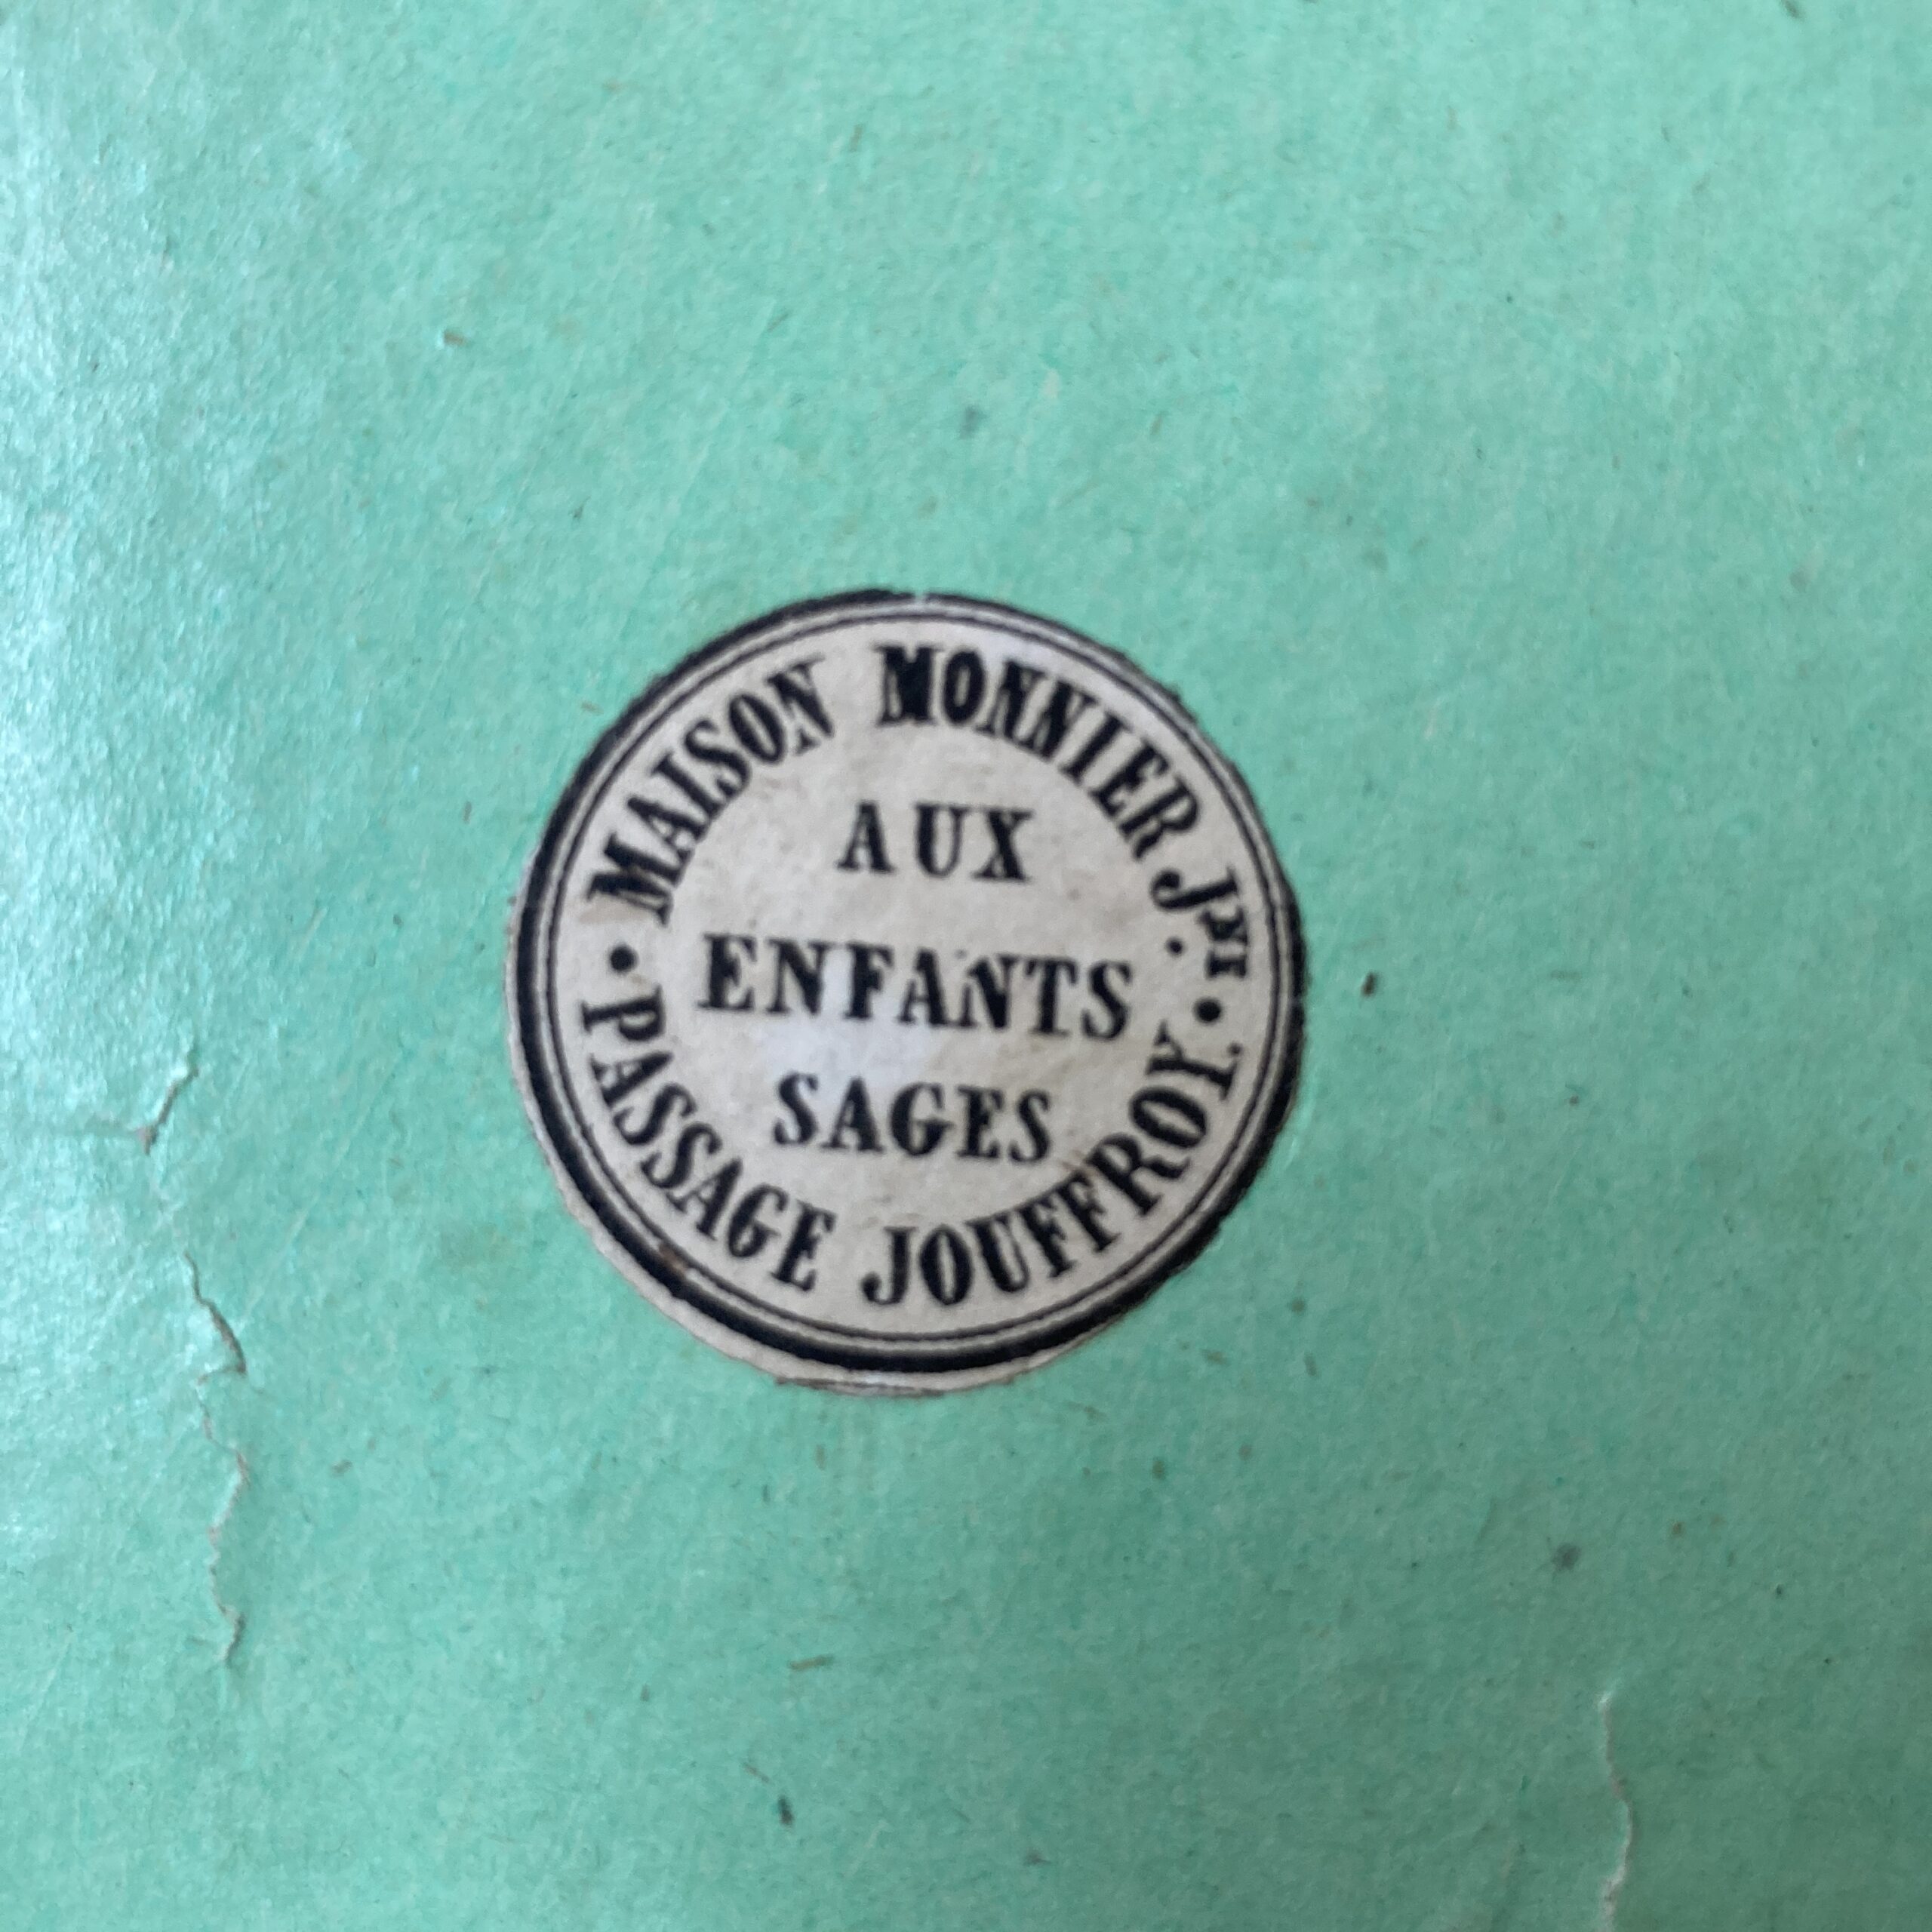 MAISON MONNIER Jne.
AUX
ENFANTS
SAGES
PASSAGE JOUFFROY.